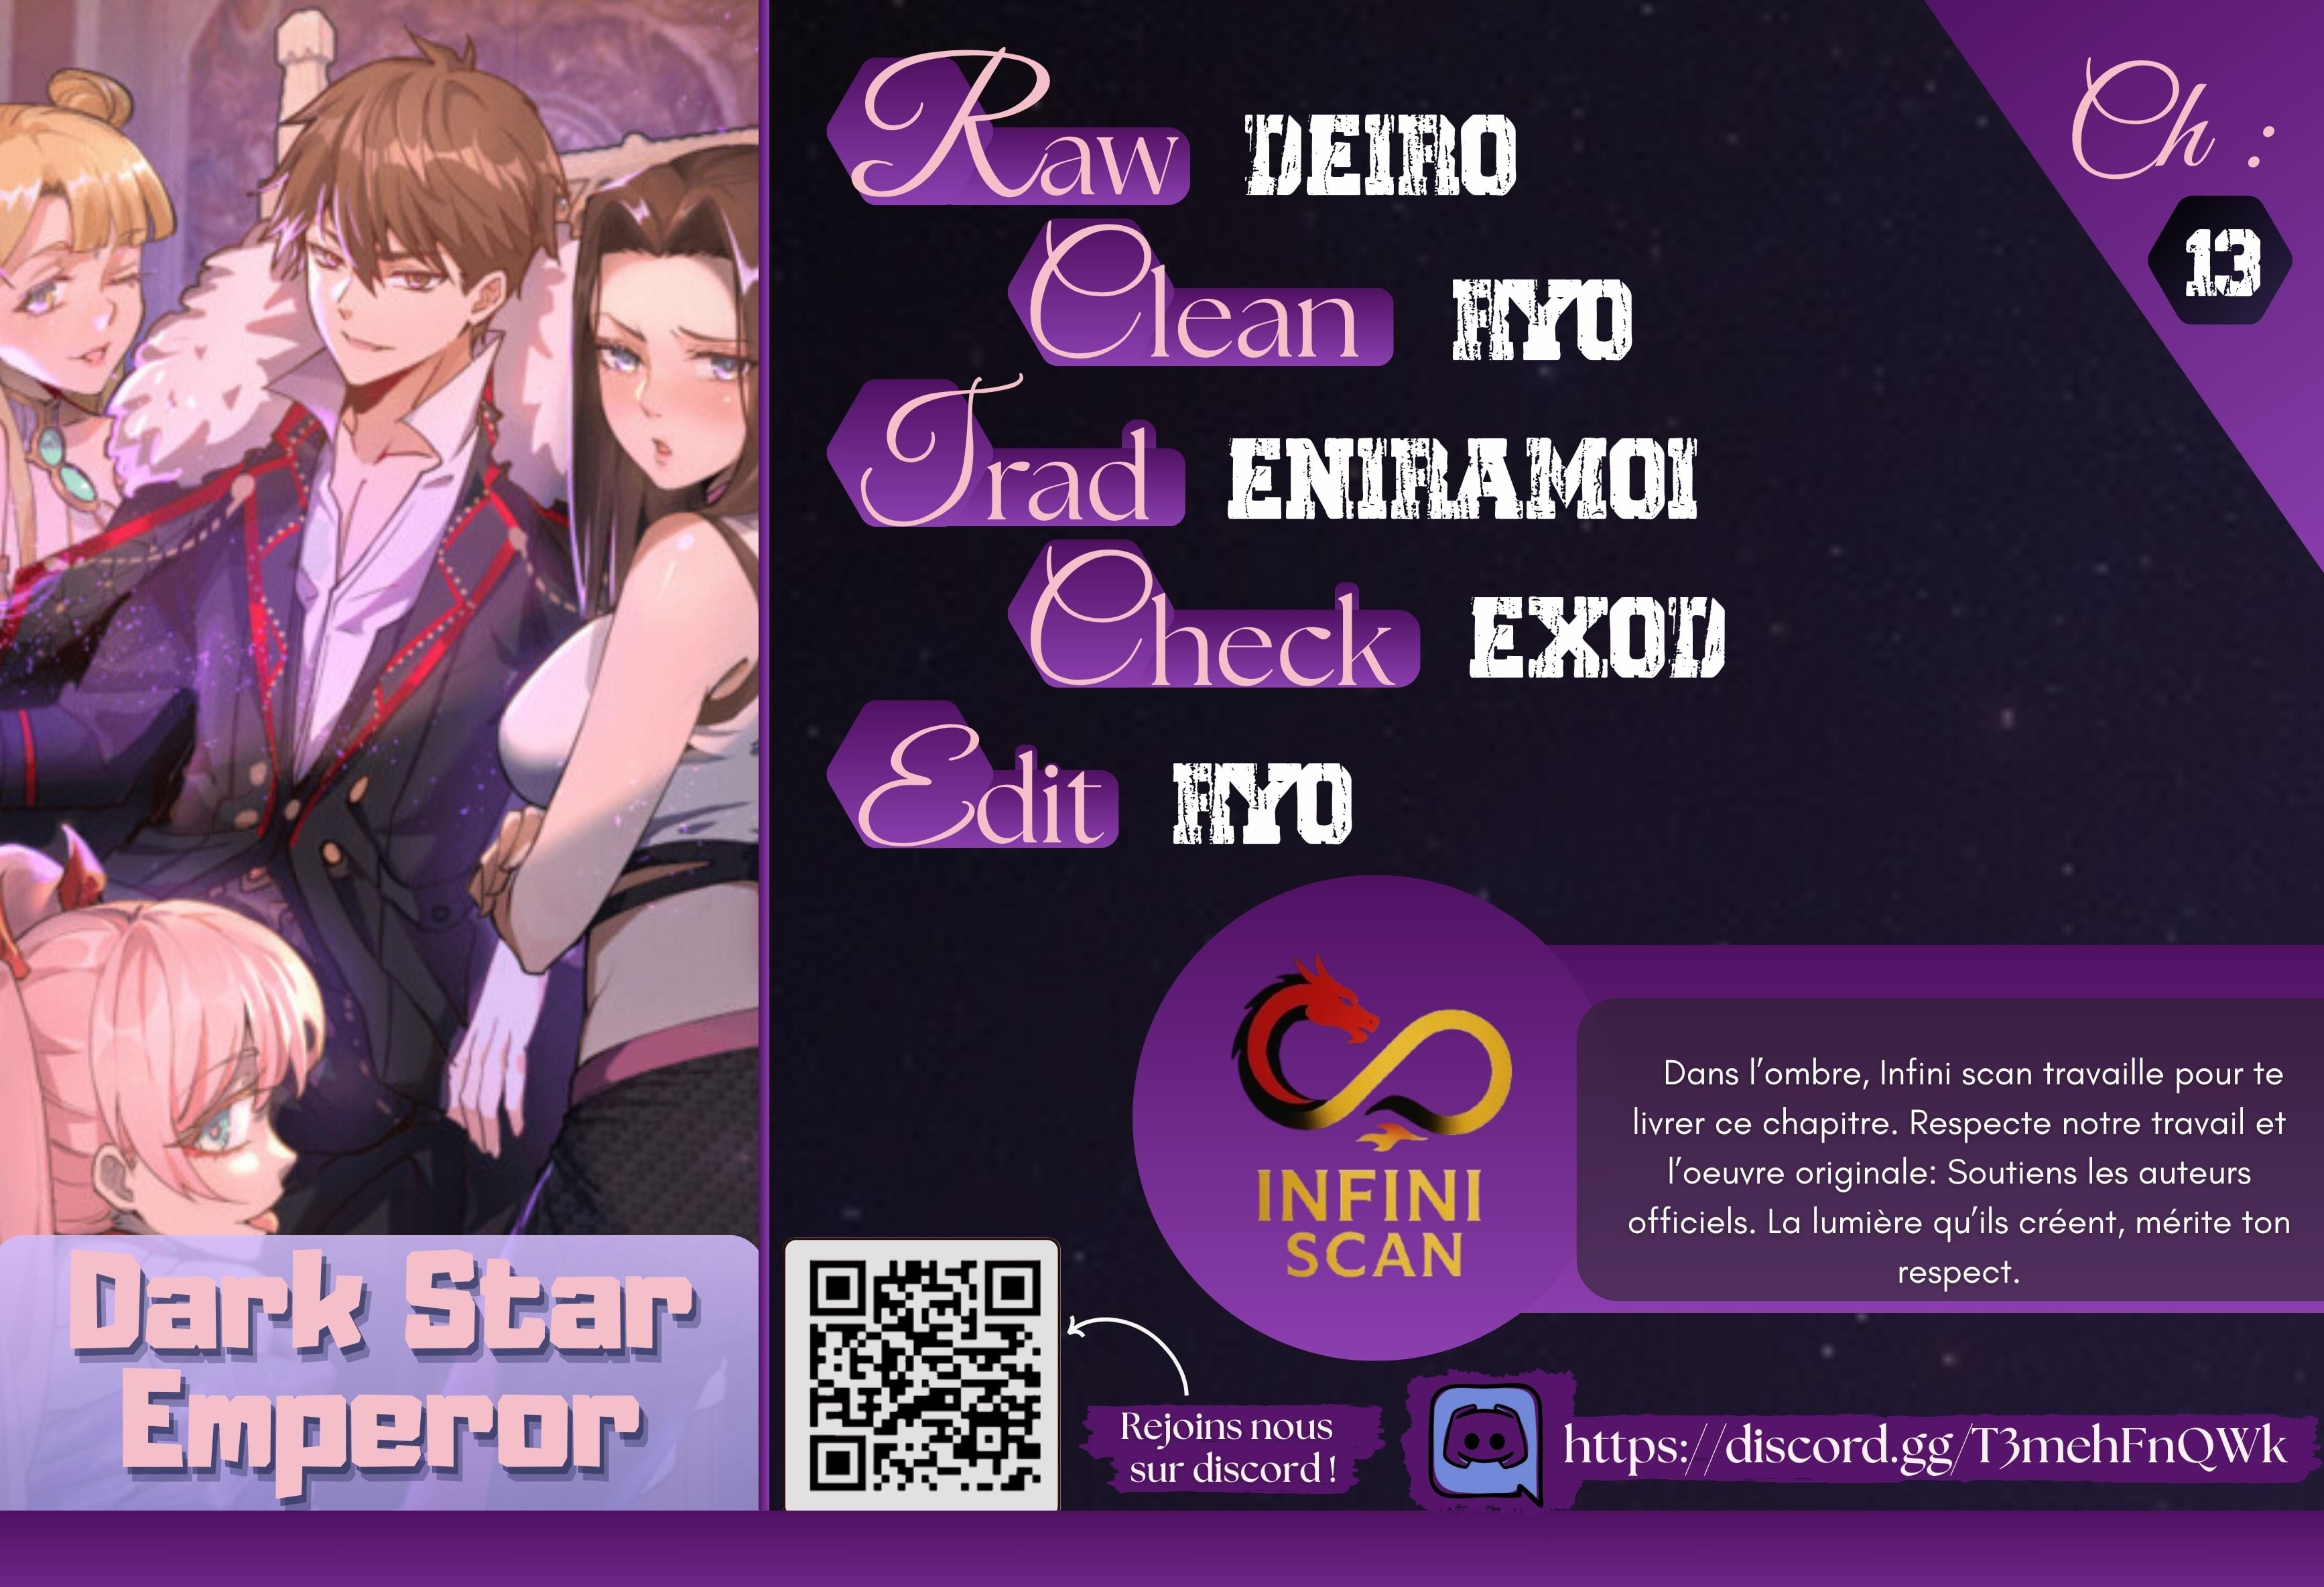 Raw DEIRO
Clean AYO
Trad ENIRAMOI
Check EXOD
Edit AYO
Ch :
13
INFINI
SCAN
Dans l'ombre, Infini scan travaille pour te
livrer ce chapitre. Respecte notre travail et
l'oeuvre originale: Soutiens les auteurs
officiels. La lumière qu'ils créent, mérite ton
respect.
Dark Star
Emperor
Rejoins nous
sur discord !
https://discord.gg/T3mehFnQWk